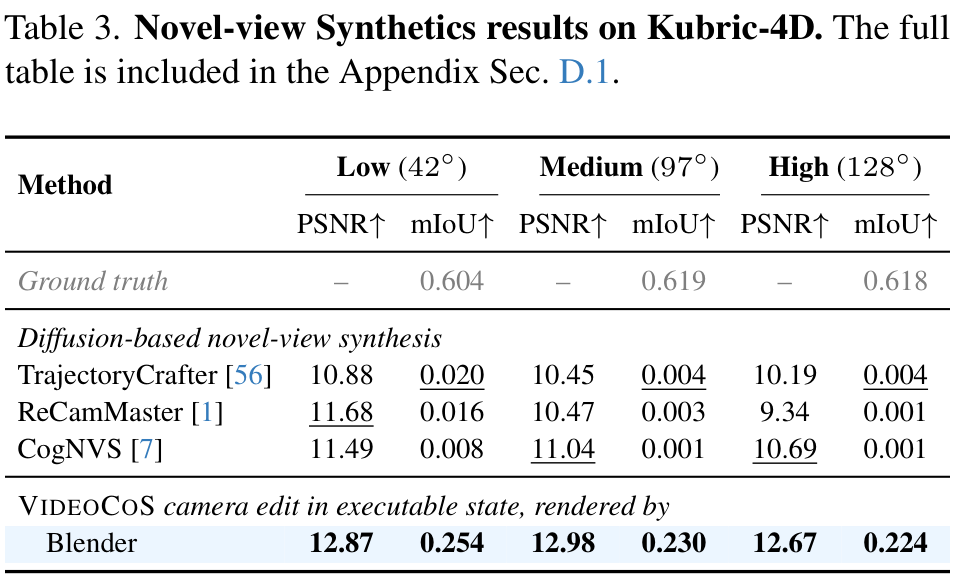 Table 3. Novel-view Synthetics results on Kubric-4D. The full
table is included in the Appendix Sec. D.1.
Method Low (42°) Medium (97°) High (128°)
PSNR↑ mIoU↑ PSNR↑ mIoU↑ PSNR↑ mIoU↑
Ground truth – 0.604 – 0.619 – 0.618
Diffusion-based novel-view synthesis
TrajectoryCrafter [56] 10.88 0.020 10.45 0.004 10.19 0.004
ReCamMaster [1] 11.68 0.016 10.47 0.003 9.34 0.001
CogNVS [7] 11.49 0.008 11.04 0.001 10.69 0.001
VIDEOCOS camera edit in executable state, rendered by
Blender 12.87 0.254 12.98 0.230 12.67 0.224